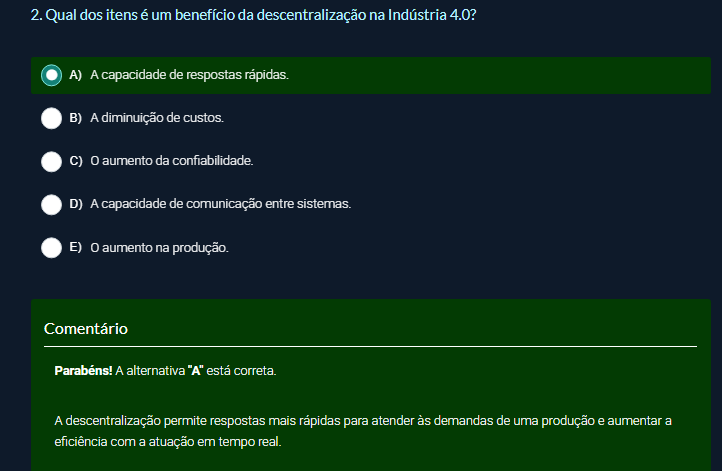 2. Qual dos itens é um benefício da descentralização na Indústria 4.0?
A) A capacidade de respostas rápidas.
B) A diminuição de custos.
C) O aumento da confiabilidade.
D) A capacidade de comunicação entre sistemas.
E) O aumento na produção.
Comentário
Parabéns! A alternativa "A" está correta.
A descentralização permite respostas mais rápidas para atender às demandas de uma produção e aumentar a
eficiência com a atuação em tempo real.